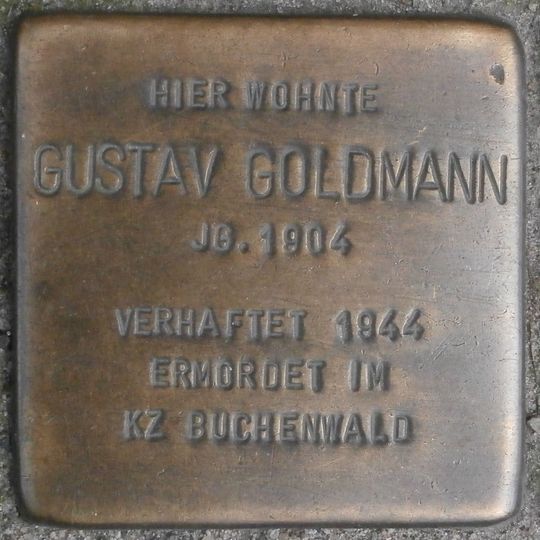 HIER WOHNTE
GUSTAV GOLDMANN
JG. 1904
VERHAFTET 1944
ERMORDET IM
KZ BUCHENWALD